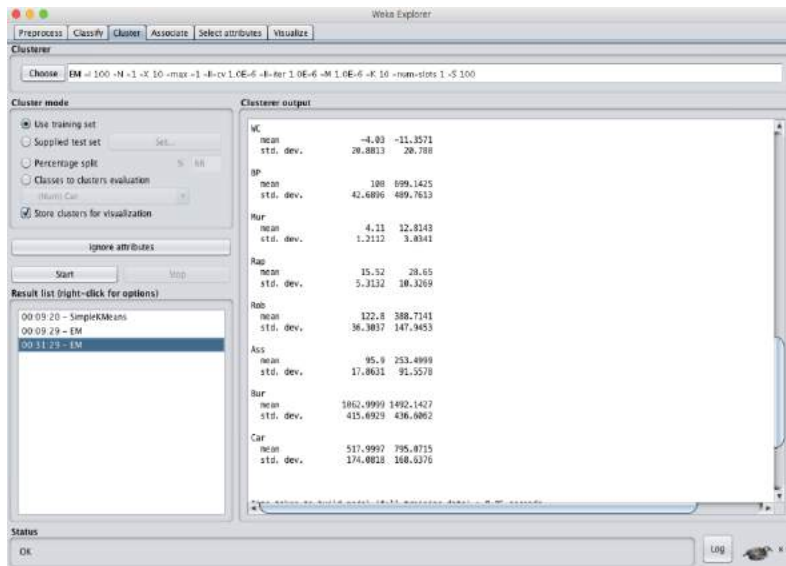 Weka Explorer
Preprocess Classify Cluster Associate Select attributes Visualize
Clusterer
Choose EM -I 100 -N -1 -X 10 -max -1 -ll-cv 1.0E-6 -ll-iter 1.0E-6 -M 1.0E-6 -K 10 -num-slots 1 -S 100
Cluster mode
Use training set
Supplied test set Set...
Percentage split % 66
Classes to clusters evaluation
(Num) Car
Store clusters for visualization
Ignore attributes
Start Stop
Result list (right-click for options)
00:09:20 - SimpleKMeans
00:09:29 - EM
00:31:29 - EM
Clusterer output
WC
mean -4.03 -11.3571
std. dev. 20.8813 20.788
BP
mean 108 699.1425
std. dev. 42.6896 489.7613
Mur
mean 4.11 12.8143
std. dev. 1.2112 3.0341
Rap
mean 15.52 28.65
std. dev. 5.3132 10.3269
Rob
mean 122.8 388.7141
std. dev. 36.3037 147.9453
Ass
mean 95.9 253.4999
std. dev. 17.8631 91.5578
Bur
mean 1062.9999 1492.1427
std. dev. 415.6929 436.6062
Car
mean 517.9997 795.0715
std. dev. 174.0818 160.6376
Status
OK
Log x